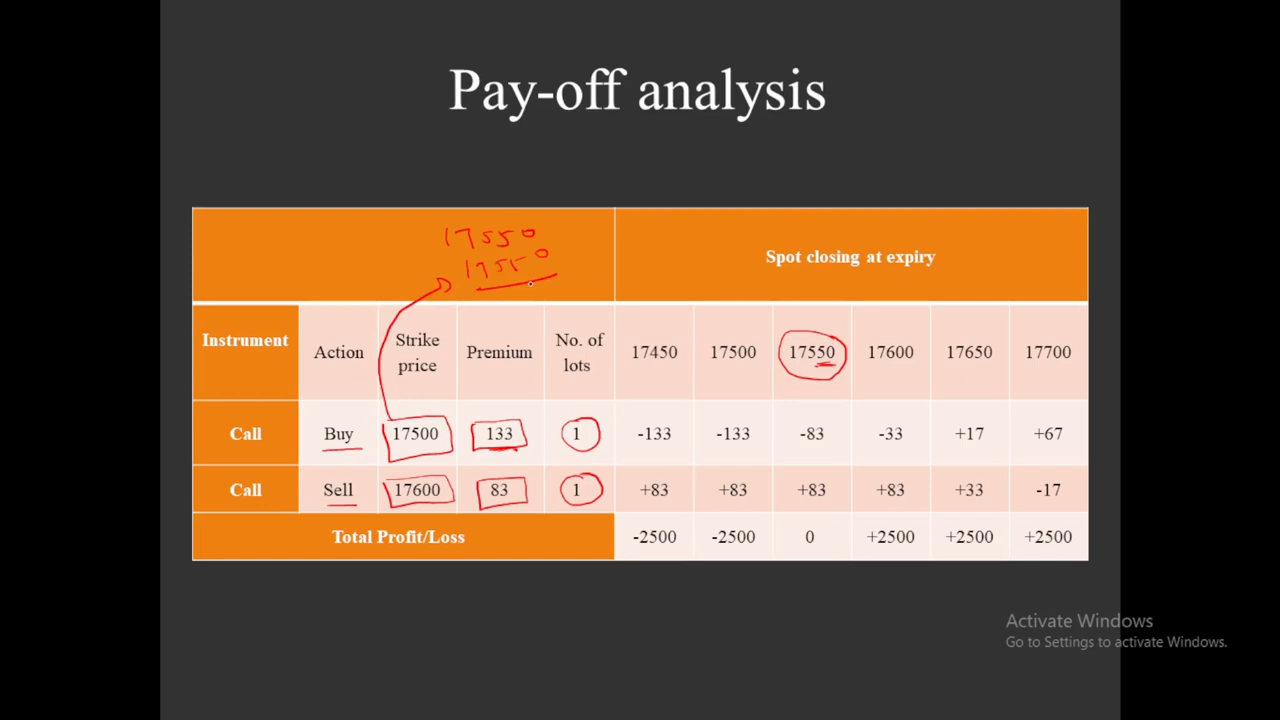 Pay-off analysis
17550
17550
Spot closing at expiry
Instrument Action Strike price Premium No. of lots 17450 17500 17550 17600 17650 17700
Call Buy 17500 133 1 -133 -133 -83 -33 +17 +67
Call Sell 17600 83 1 +83 +83 +83 +83 +33 -17
Total Profit/Loss -2500 -2500 0 +2500 +2500 +2500
Activate Windows
Go to Settings to activate Windows.